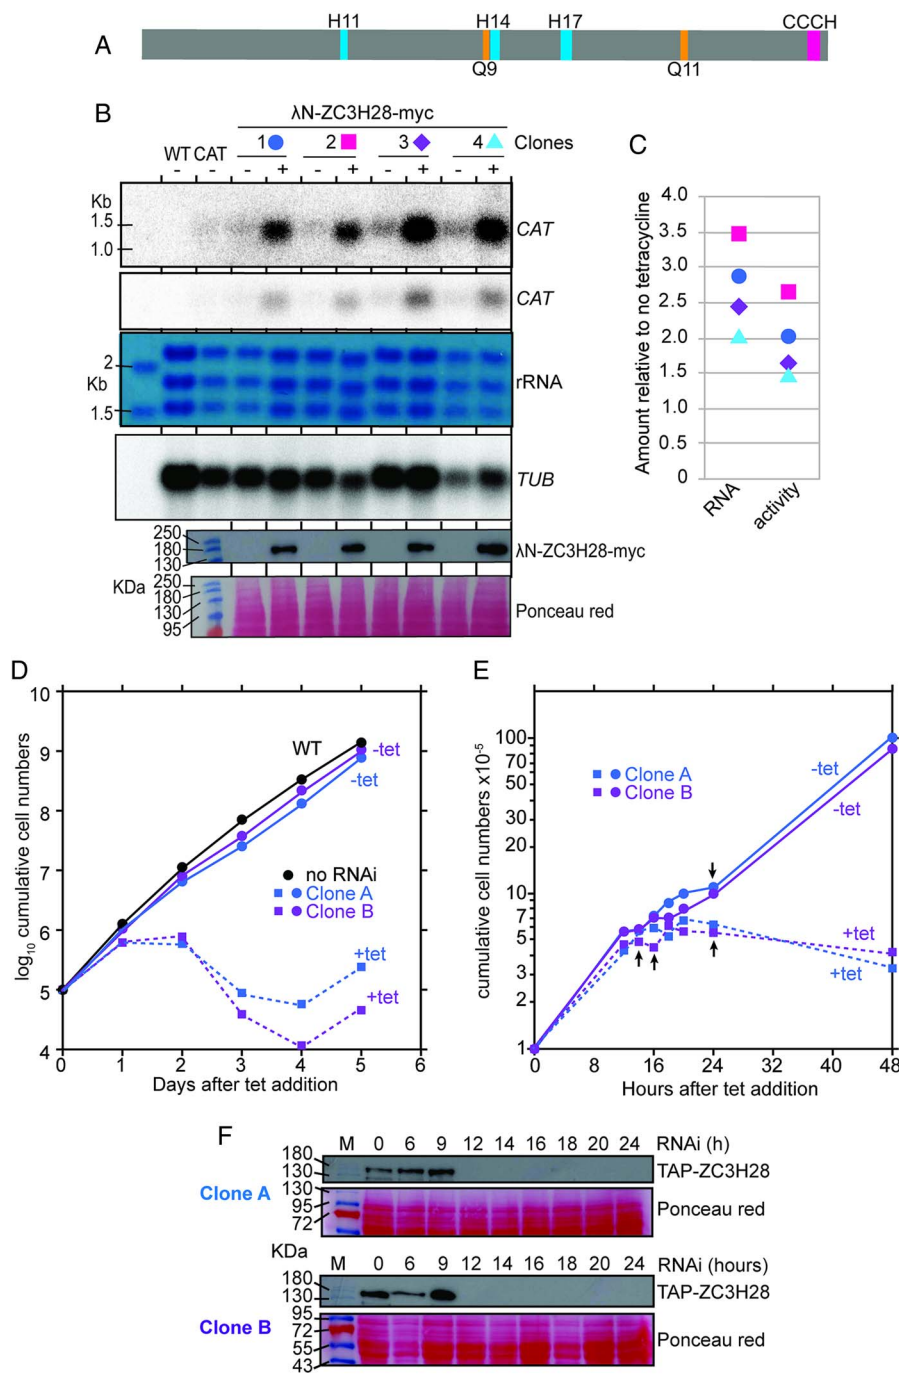 A
H11 H14 H17 CCCH
Q9 Q11
B
λN-ZC3H28-myc
1 2 3 4 Clones
WT CAT
- - - + - + - + - +
Kb
1.5
1.0
CAT
CAT
2
Kb
1.5
rRNA
TUB
250
180
130
λN-ZC3H28-myc
KDa
250
180
130
95
Ponceau red
C
Amount relative to no tetracycline
4.0
3.5
3.0
2.5
2.0
1.5
1.0
0.5
0
RNA activity
D
log10 cumulative cell numbers
10
9
8
7
6
5
4
WT
-tet
-tet
no RNAi
Clone A
Clone B
+tet
+tet
0 1 2 3 4 5 6
Days after tet addition
E
cumulative cell numbers x10-5
100
70
50
30
20
10
7
5
3
2
1
Clone A
Clone B
-tet
-tet
+tet
+tet
0 8 16 24 32 40 48
Hours after tet addition
F
M 0 6 9 12 14 16 18 20 24 RNAi (h)
180
130
TAP-ZC3H28
Clone A
130
95
72
Ponceau red
KDa
M 0 6 9 12 14 16 18 20 24 RNAi (hours)
180
130
TAP-ZC3H28
Clone B
95
72
55
43
Ponceau red